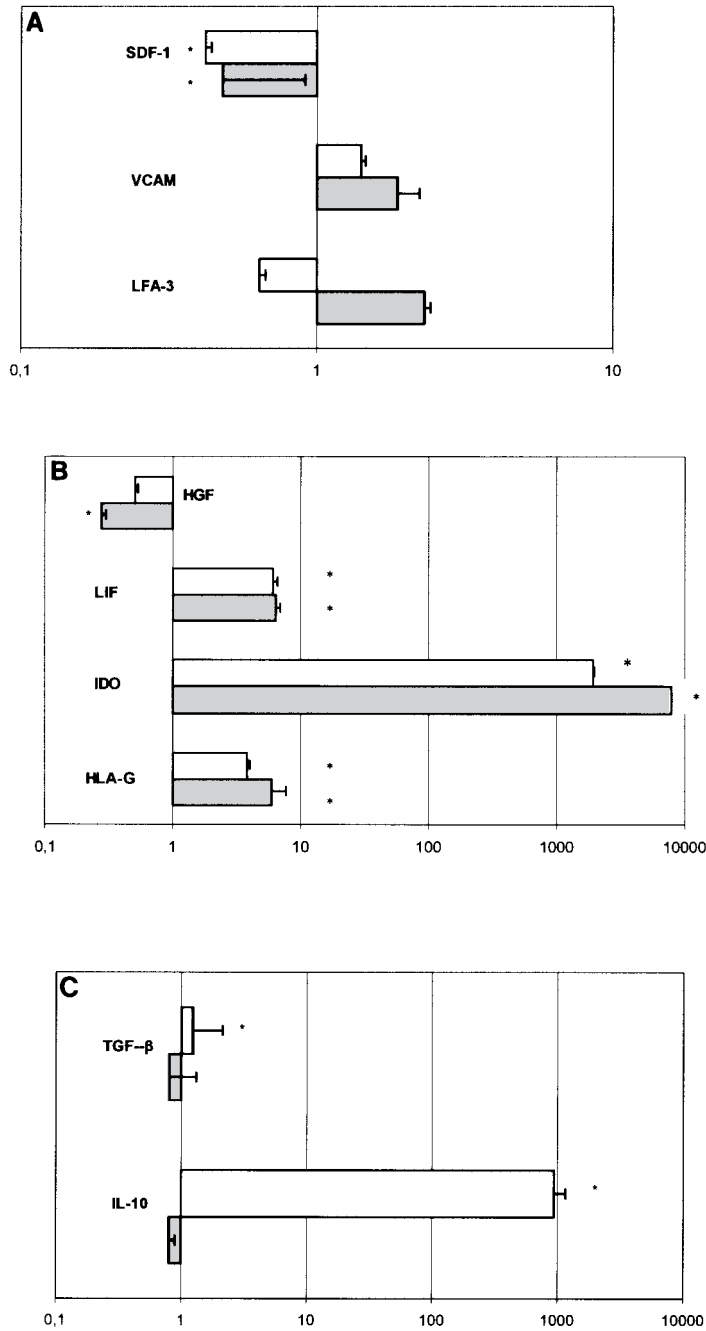 A
SDF-1
*
*
VCAM
LFA-3
0,1 1 10
B
HGF
*
LIF
*
*
IDO
*
*
HLA-G
*
*
0,1 1 10 100 1000 10000
C
TGF--β
*
IL-10
*
0,1 1 10 100 1000 10000